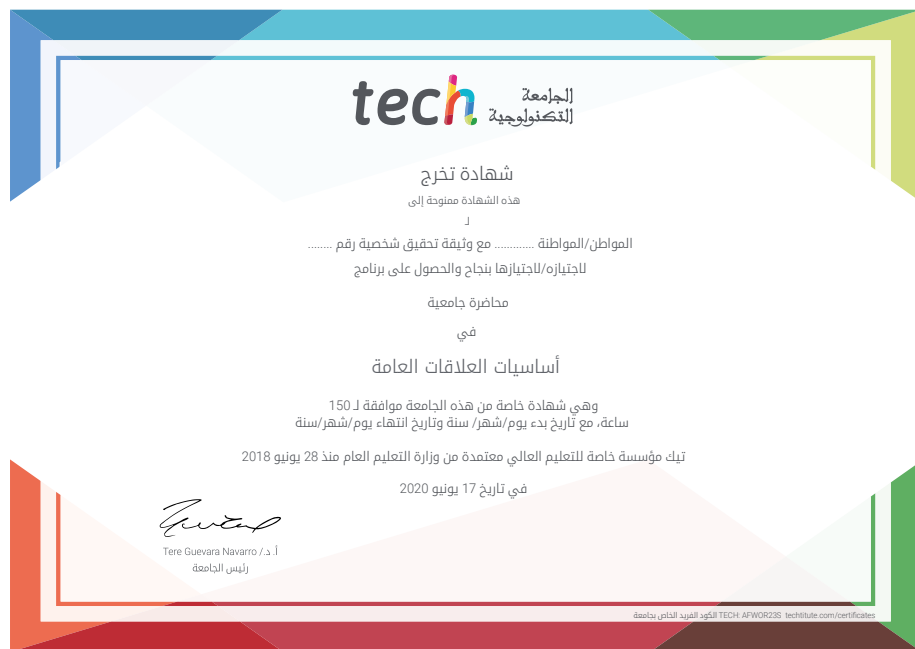 tech
الجامعة
التكنولوجية
شهادة تخرج
هذه الشهادة ممنوحة إلى
لـ
المواطن/المواطنة ............ مع وثيقة تحقيق شخصية رقم ........
لاجتيازه/لاجتيازها بنجاح والحصول على برنامج
محاضرة جامعية
في
أساسيات العلاقات العامة
وهي شهادة خاصة من هذه الجامعة موافقة لـ 150
ساعة، مع تاريخ بدء يوم/شهر/ سنة وتاريخ انتهاء يوم/شهر/سنة
تيك مؤسسة خاصة للتعليم العالي معتمدة من وزارة التعليم العام منذ 28 يونيو 2018
في تاريخ 17 يونيو 2020
أ. د./ Tere Guevara Navarro
رئيس الجامعة
الكود الفريد الخاص بجامعة TECH: AFWOR23S techtitute.com/certificates